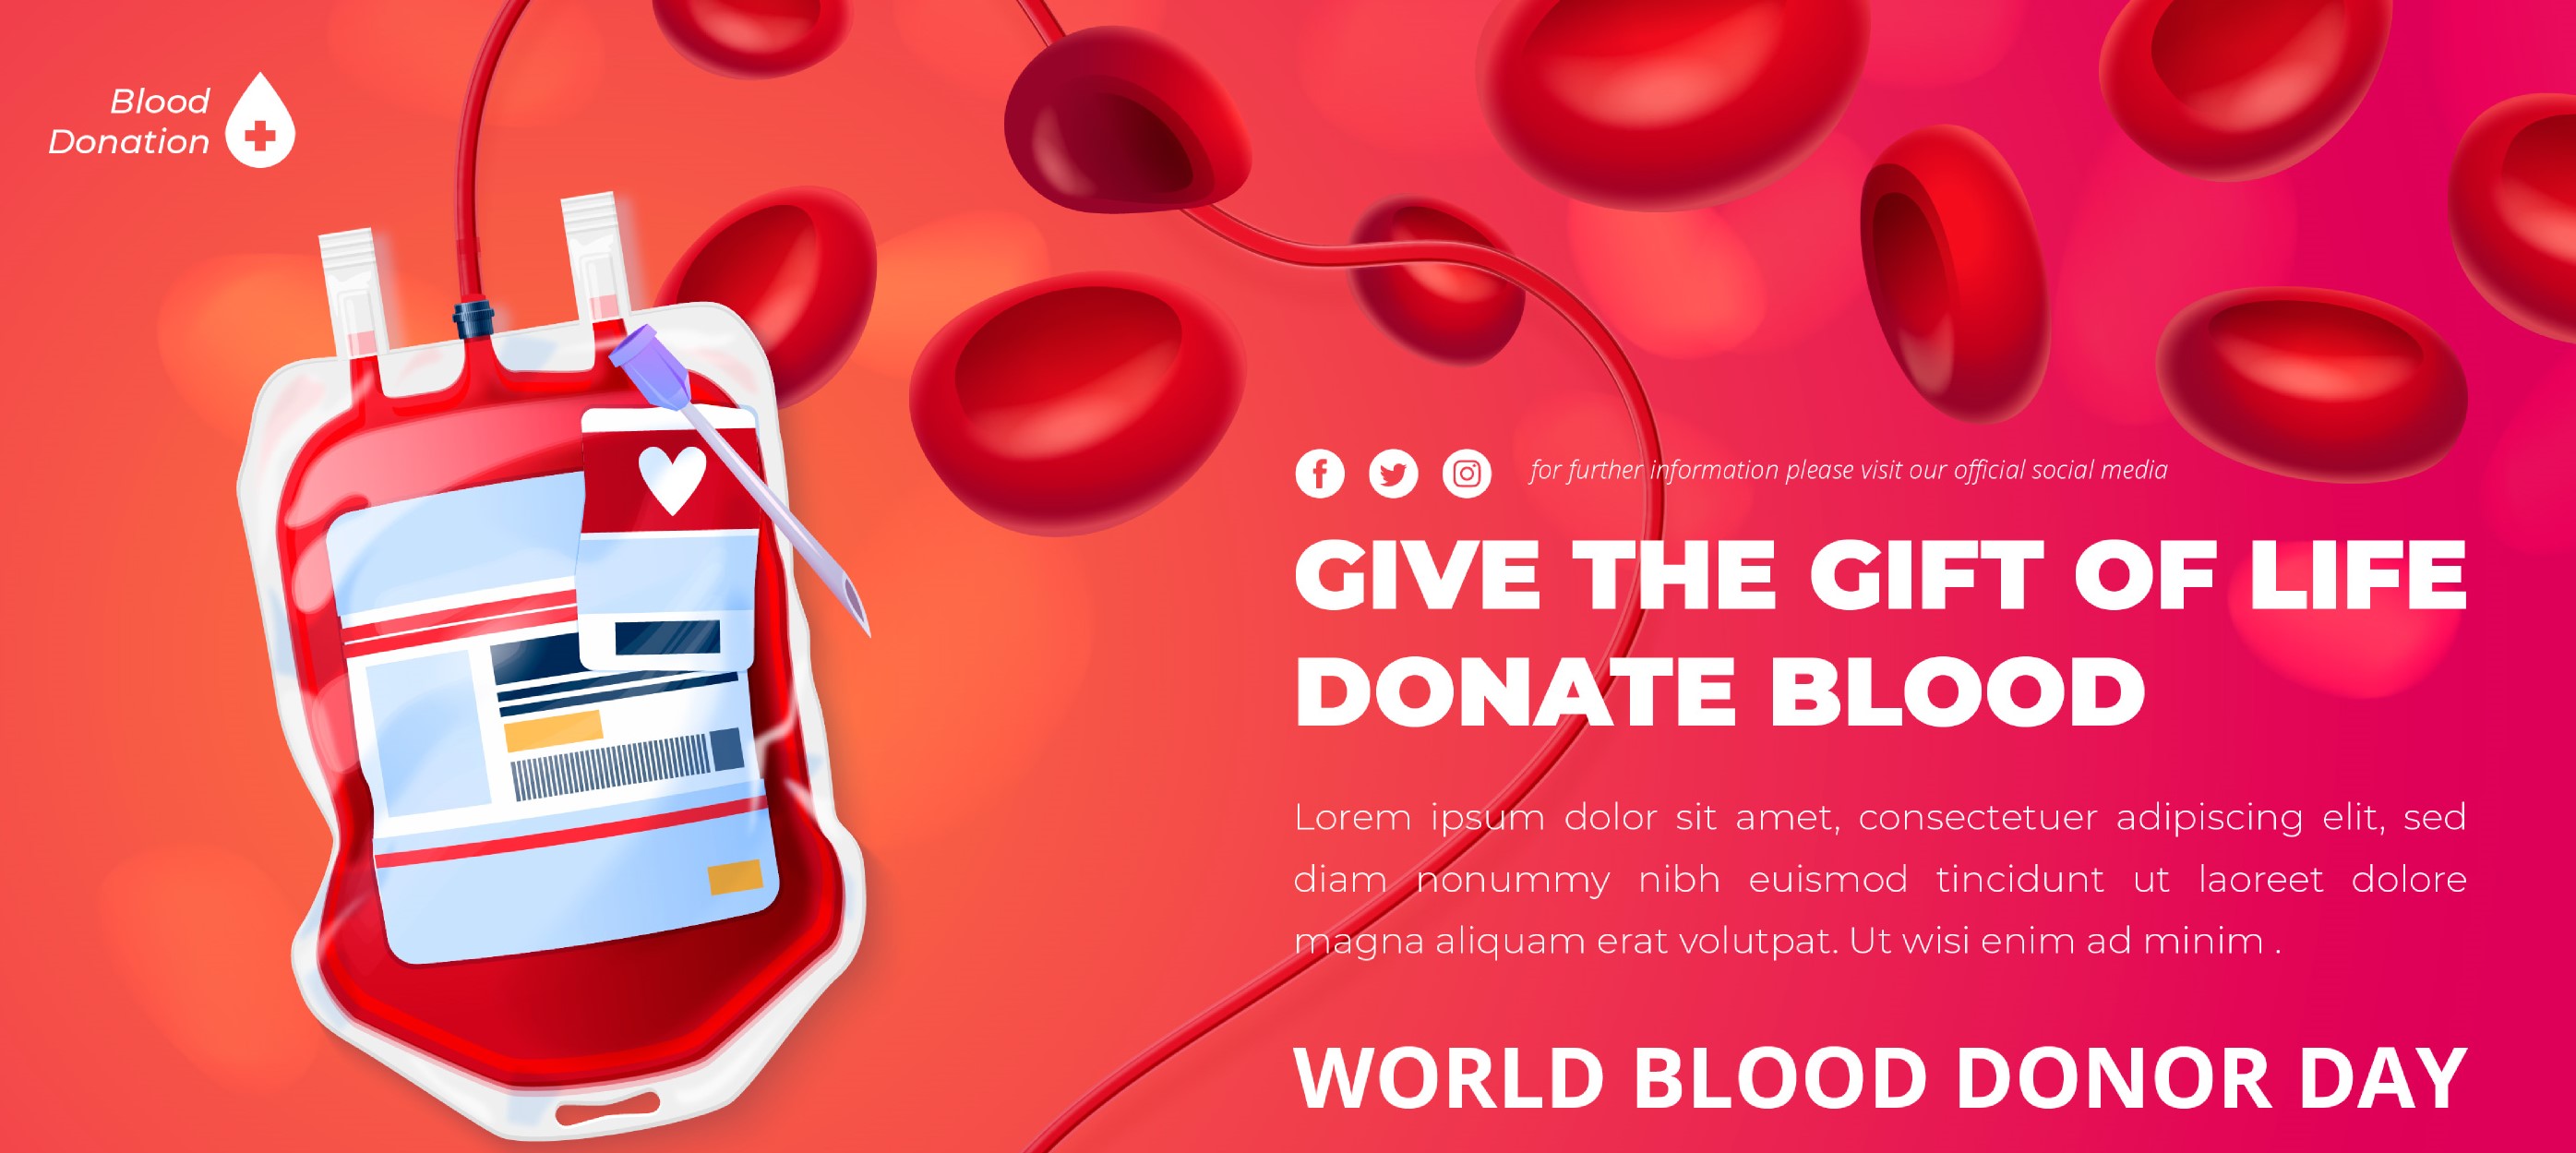 Blood
Donation
for further information please visit our official social media
GIVE THE GIFT OF LIFE
DONATE BLOOD
Lorem ipsum dolor sit amet, consectetuer adipiscing elit, sed
diam nonummy nibh euismod tincidunt ut laoreet dolore
magna aliquam erat volutpat. Ut wisi enim ad minim .
WORLD BLOOD DONOR DAY